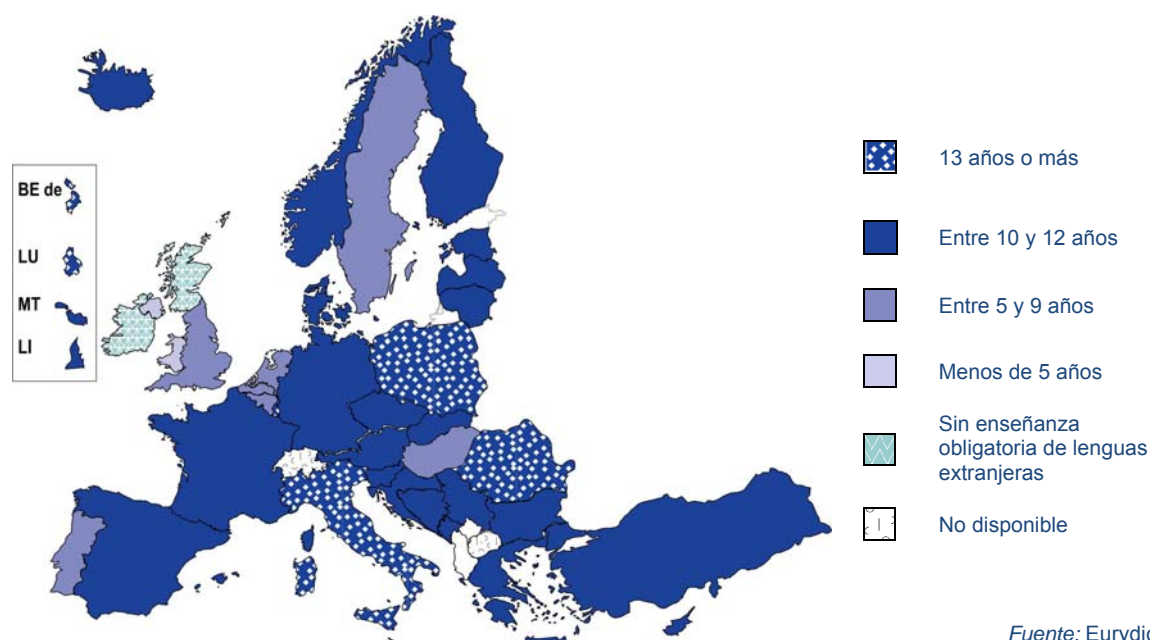 BE de
LU
MT
LI
13 años o más
Entre 10 y 12 años
Entre 5 y 9 años
Menos de 5 años
Sin enseñanza
obligatoria de lenguas
extranjeras
No disponible
Fuente: